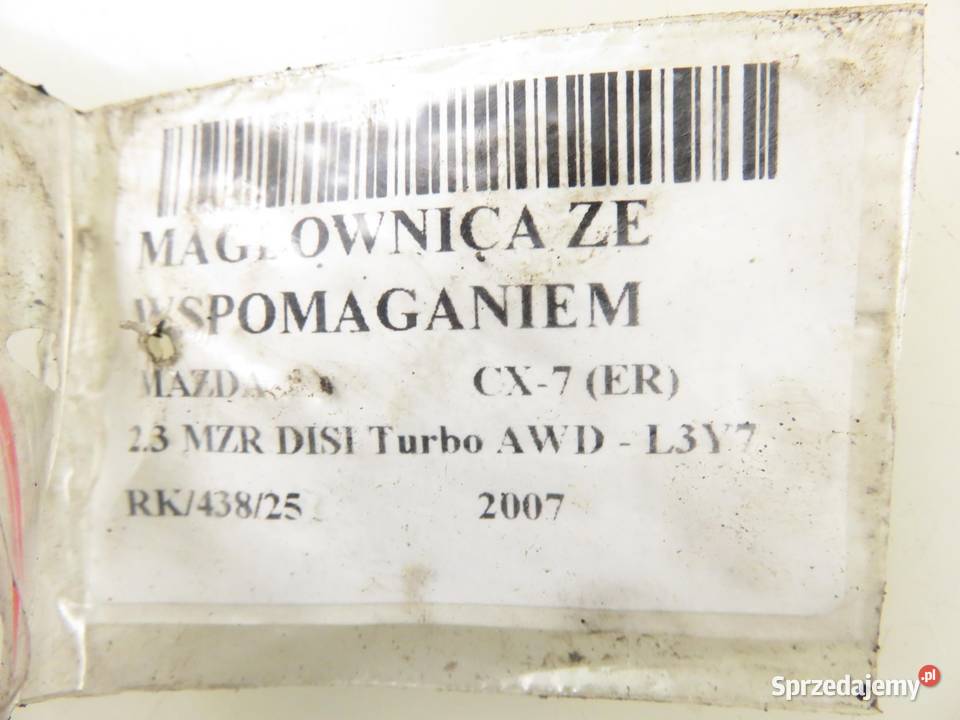 MAGŁOWNICA ZE
WSPOMAGANIEM
MAZDA CX-7 (ER)
2.3 MZR DISI Turbo AWD - L3Y7
RK/438/25 2007
Sprzedajemy.pl